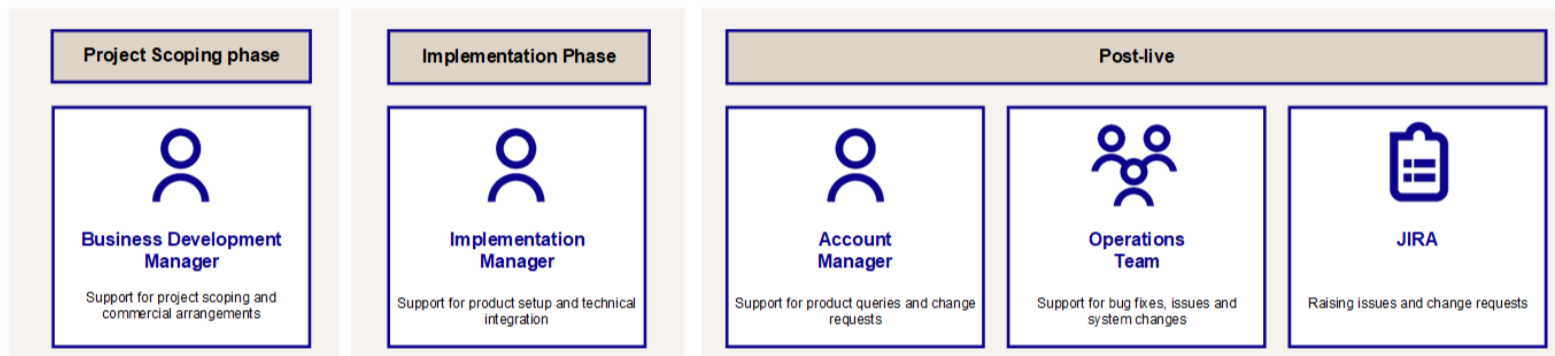 Project Scoping phase
Business Development
Manager
Support for project scoping and
commercial arrangements
Implementation Phase
Implementation
Manager
Support for product setup and technical
integration
Post-live
Account
Manager
Support for product queries and change
requests
Operations
Team
Support for bug fixes, issues and
system changes
JIRA
Raising issues and change requests